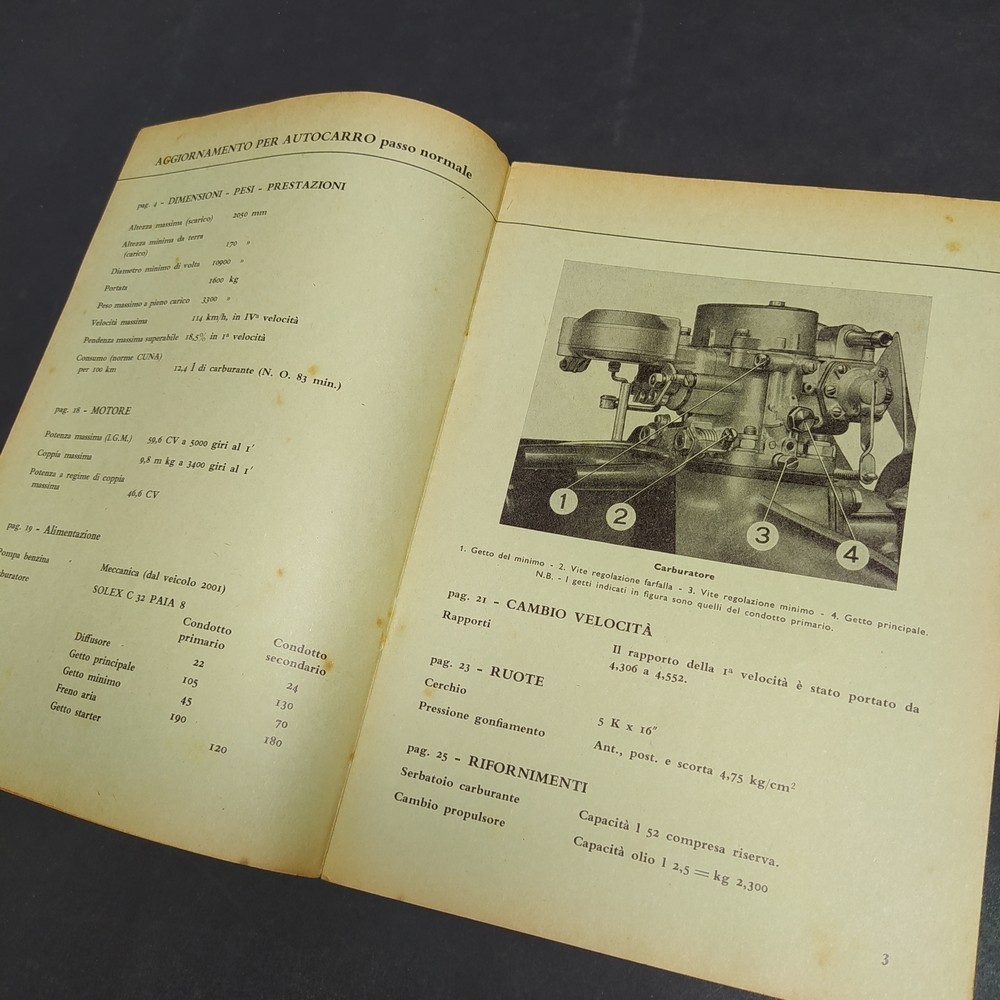 AGGIORNAMENTO PER AUTOCARRO passo normale
pag. 4 - DIMENSIONI - PESI - PRESTAZIONI
Altezza massima (scarico) 2050 mm
Altezza minima da terra
(carico) 170 »
Diametro minimo di volta 10900 »
Portata 1600 kg
Peso massimo a pieno carico 3300 »
Velocità massima 114 km/h, in IVª velocità
Pendenza massima superabile 18,5% in 1ª velocità
Consumo (norme CUNA)
per 100 km 12,4 l di carburante (N. O. 83 min.)
pag. 18 - MOTORE
Potenza massima (I.G.M.) 59,6 CV a 5000 giri al 1′
Coppia massima 9,8 m kg a 3400 giri al 1′
Potenza a regime di coppia
massima 46,6 CV
pag. 19 - Alimentazione
Pompa benzina Meccanica (dal veicolo 2001)
buratore SOLEX C 32 PAIA 8
Condotto primario Condotto secondario
Diffusore 22 24
Getto principale 105 130
Getto minimo 45 70
Freno aria 190 180
Getto starter 120
1
2
3
4
Carburatore
1. Getto del minimo - 2. Vite regolazione farfalla - 3. Vite regolazione minimo - 4. Getto principale.
N.B. - I getti indicati in figura sono quelli del condotto primario.
pag. 21 - CAMBIO VELOCITÀ
Rapporti Il rapporto della Iª velocità è stato portato da
4,306 a 4,552.
pag. 23 - RUOTE
Cerchio 5 K x 16″
Pressione gonfiamento Ant., post. e scorta 4,75 kg/cm²
pag. 25 - RIFORNIMENTI
Serbatoio carburante Capacità l 52 compresa riserva.
Cambio propulsore Capacità olio l 2,5 = kg 2,300
3